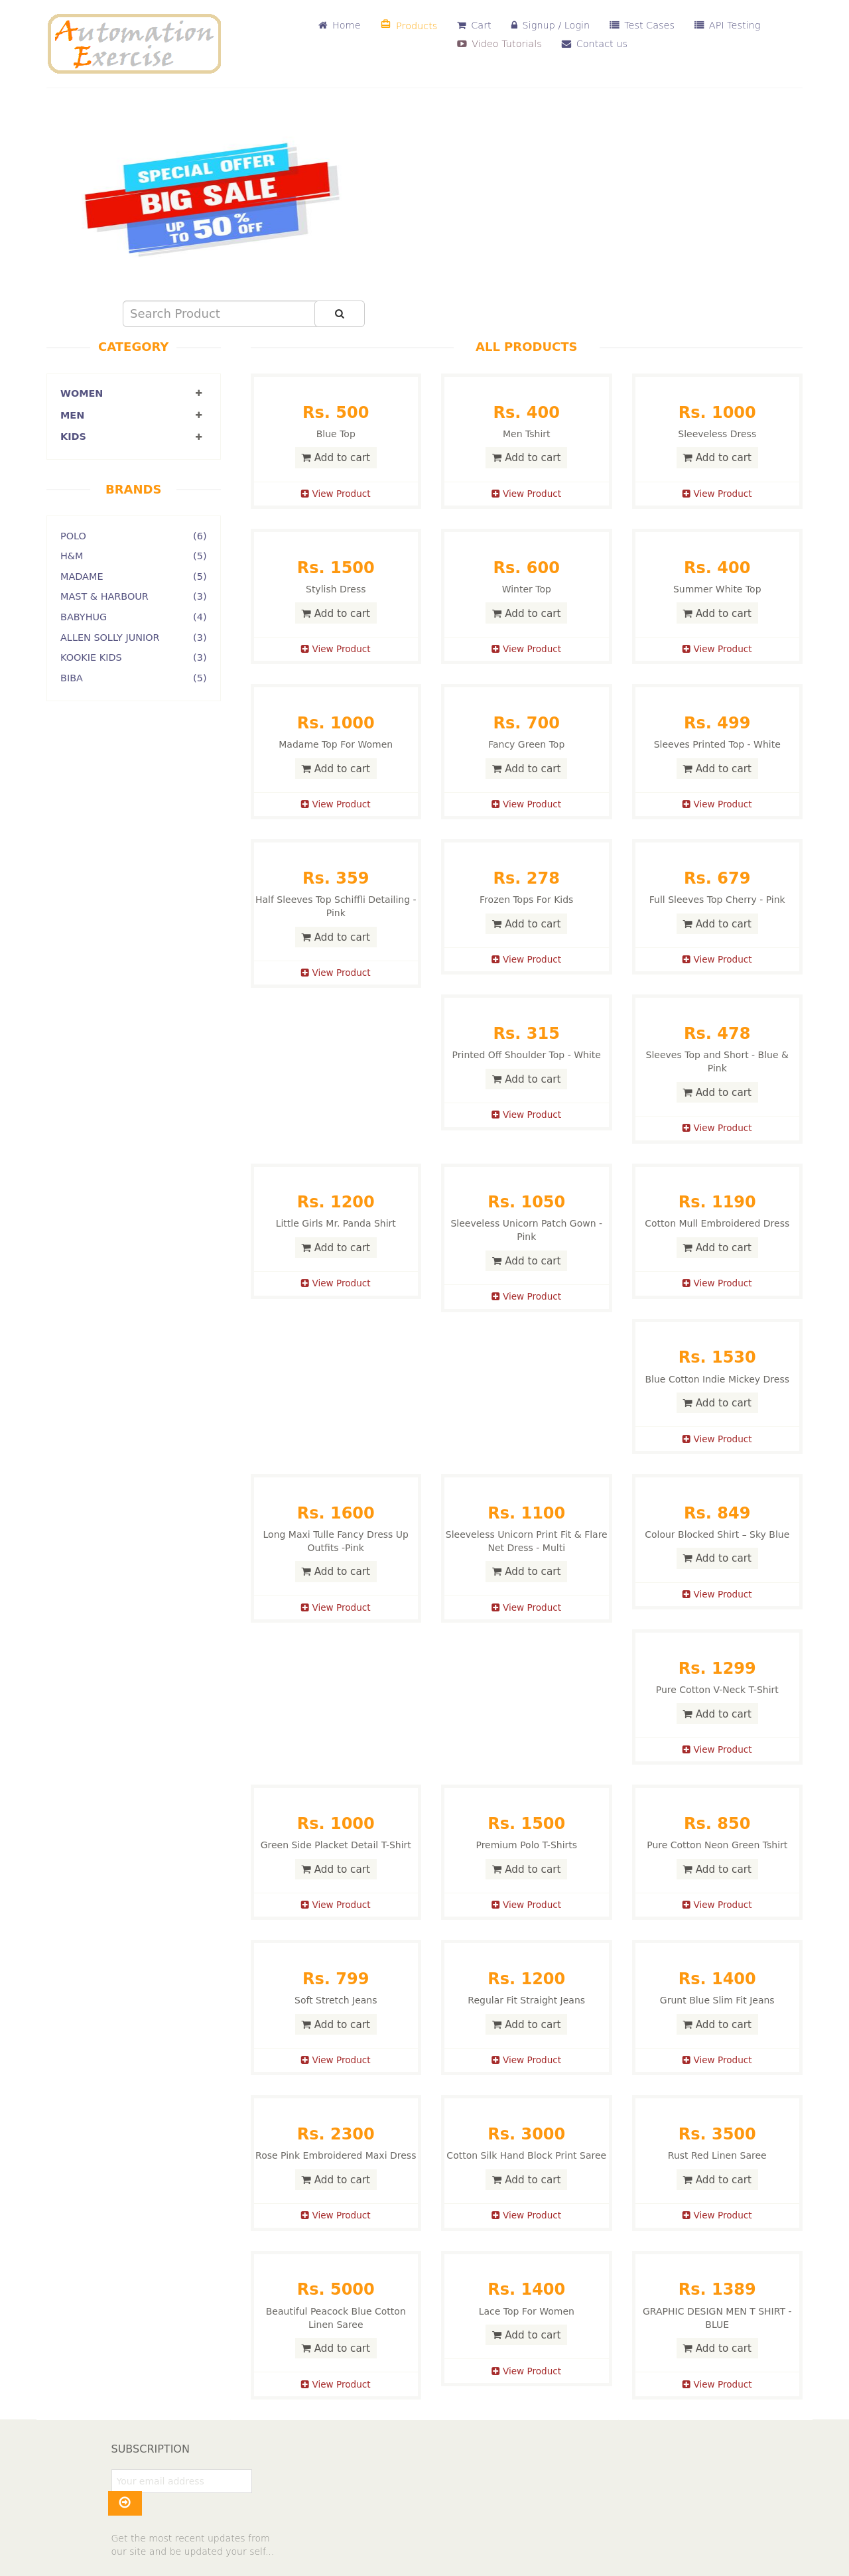 Automation
Exercise
Home
Products
Cart
Signup / Login
Test Cases
API Testing
Video Tutorials
Contact us
SPECIAL OFFER
BIG SALE
UP TO 50% OFF
Search Product
CATEGORY
WOMEN
MEN
KIDS
BRANDS
POLO (6)
H&M (5)
MADAME (5)
MAST & HARBOUR (3)
BABYHUG (4)
ALLEN SOLLY JUNIOR (3)
KOOKIE KIDS (3)
BIBA (5)
ALL PRODUCTS
Rs. 500
Blue Top
Add to cart
View Product
Rs. 400
Men Tshirt
Add to cart
View Product
Rs. 1000
Sleeveless Dress
Add to cart
View Product
Rs. 1500
Stylish Dress
Add to cart
View Product
Rs. 600
Winter Top
Add to cart
View Product
Rs. 400
Summer White Top
Add to cart
View Product
Rs. 1000
Madame Top For Women
Add to cart
View Product
Rs. 700
Fancy Green Top
Add to cart
View Product
Rs. 499
Sleeves Printed Top - White
Add to cart
View Product
Rs. 359
Half Sleeves Top Schiffli Detailing -
Pink
Add to cart
View Product
Rs. 278
Frozen Tops For Kids
Add to cart
View Product
Rs. 679
Full Sleeves Top Cherry - Pink
Add to cart
View Product
Rs. 315
Printed Off Shoulder Top - White
Add to cart
View Product
Rs. 478
Sleeves Top and Short - Blue &
Pink
Add to cart
View Product
Rs. 1200
Little Girls Mr. Panda Shirt
Add to cart
View Product
Rs. 1050
Sleeveless Unicorn Patch Gown -
Pink
Add to cart
View Product
Rs. 1190
Cotton Mull Embroidered Dress
Add to cart
View Product
Rs. 1530
Blue Cotton Indie Mickey Dress
Add to cart
View Product
Rs. 1600
Long Maxi Tulle Fancy Dress Up
Outfits -Pink
Add to cart
View Product
Rs. 1100
Sleeveless Unicorn Print Fit & Flare
Net Dress - Multi
Add to cart
View Product
Rs. 849
Colour Blocked Shirt – Sky Blue
Add to cart
View Product
Rs. 1299
Pure Cotton V-Neck T-Shirt
Add to cart
View Product
Rs. 1000
Green Side Placket Detail T-Shirt
Add to cart
View Product
Rs. 1500
Premium Polo T-Shirts
Add to cart
View Product
Rs. 850
Pure Cotton Neon Green Tshirt
Add to cart
View Product
Rs. 799
Soft Stretch Jeans
Add to cart
View Product
Rs. 1200
Regular Fit Straight Jeans
Add to cart
View Product
Rs. 1400
Grunt Blue Slim Fit Jeans
Add to cart
View Product
Rs. 2300
Rose Pink Embroidered Maxi Dress
Add to cart
View Product
Rs. 3000
Cotton Silk Hand Block Print Saree
Add to cart
View Product
Rs. 3500
Rust Red Linen Saree
Add to cart
View Product
Rs. 5000
Beautiful Peacock Blue Cotton
Linen Saree
Add to cart
View Product
Rs. 1400
Lace Top For Women
Add to cart
View Product
Rs. 1389
GRAPHIC DESIGN MEN T SHIRT -
BLUE
Add to cart
View Product
SUBSCRIPTION
Your email address
Get the most recent updates from
our site and be updated your self...